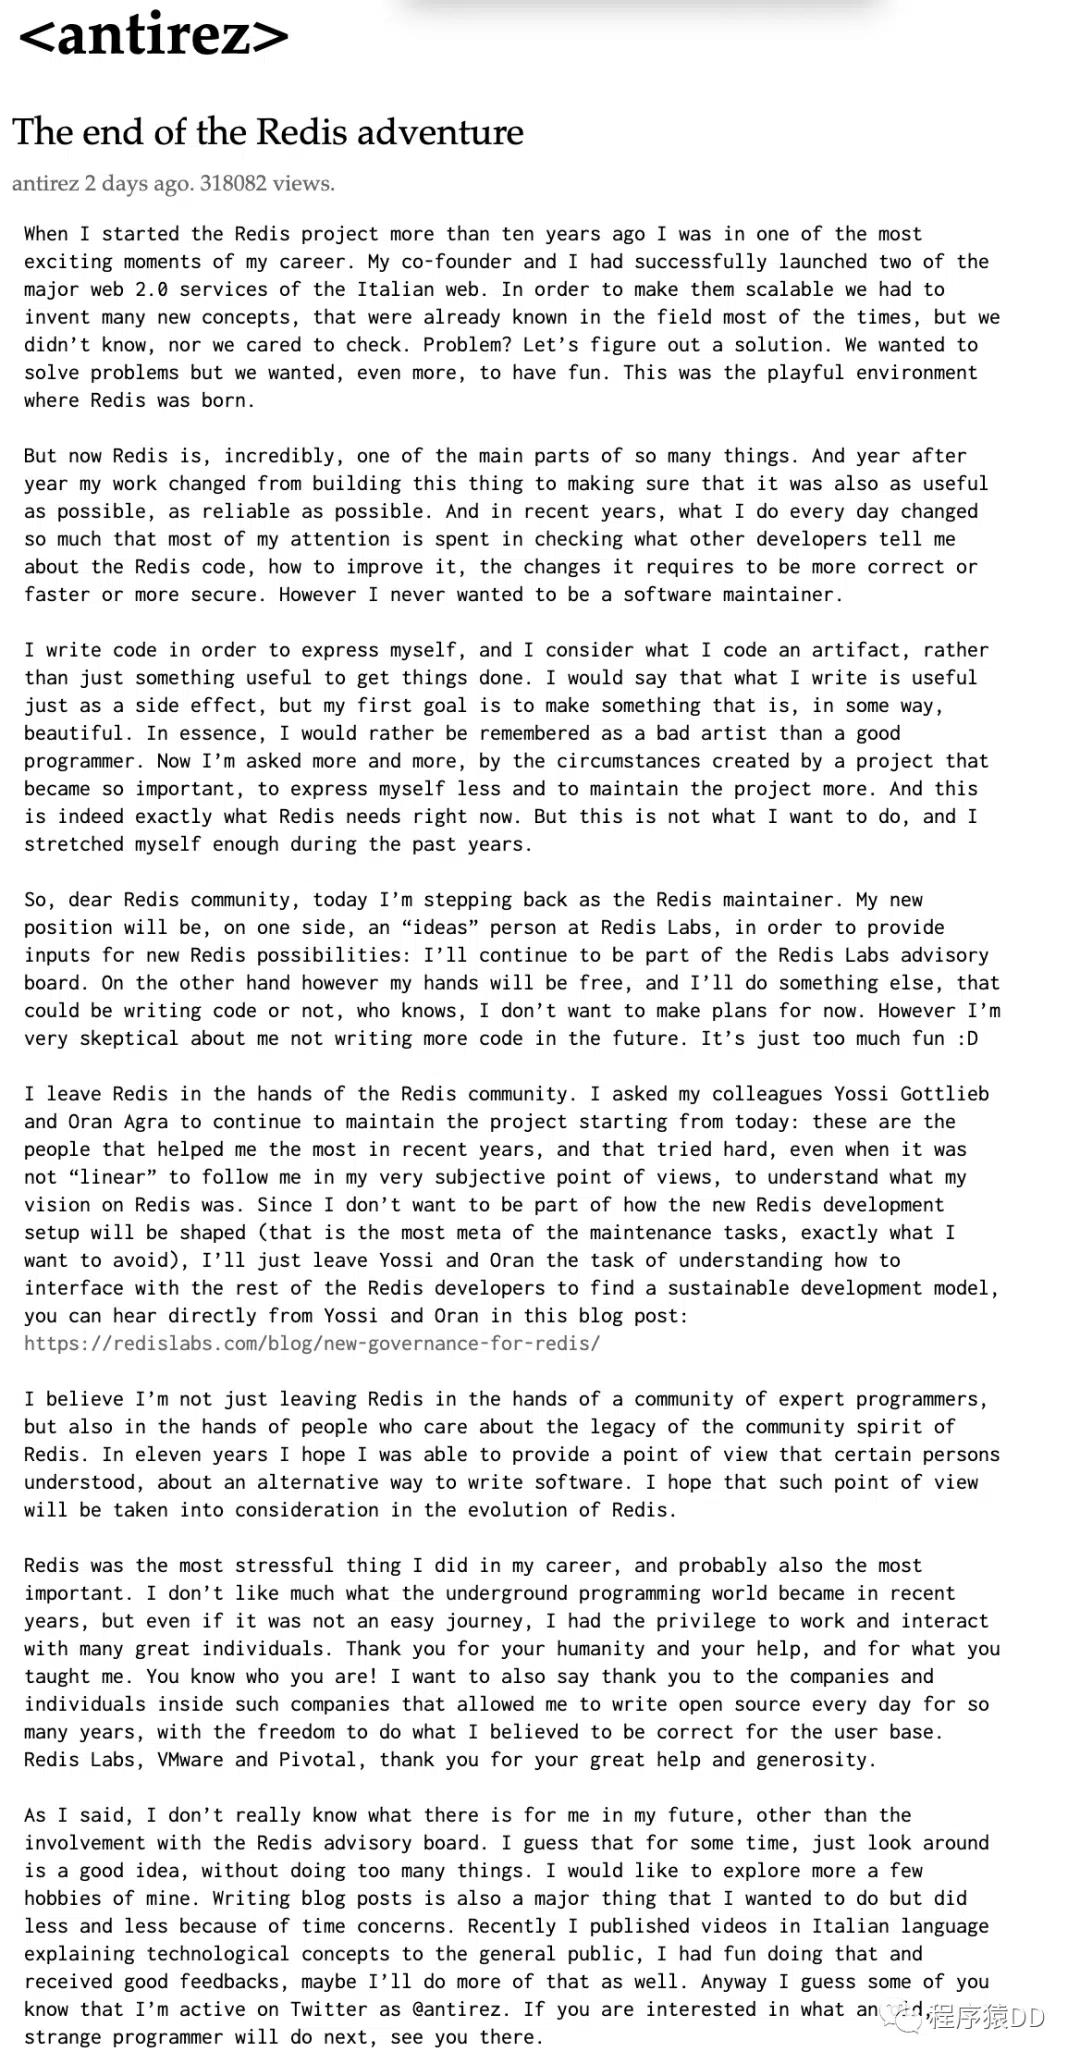 <antirez>
The end of the Redis adventure
antirez 2 days ago. 318082 views.
When I started the Redis project more than ten years ago I was in one of the most
exciting moments of my career. My co-founder and I had successfully launched two of the
major web 2.0 services of the Italian web. In order to make them scalable we had to
invent many new concepts, that were already known in the field most of the times, but we
didn’t know, nor we cared to check. Problem? Let’s figure out a solution. We wanted to
solve problems but we wanted, even more, to have fun. This was the playful environment
where Redis was born.
But now Redis is, incredibly, one of the main parts of so many things. And year after
year my work changed from building this thing to making sure that it was also as useful
as possible, as reliable as possible. And in recent years, what I do every day changed
so much that most of my attention is spent in checking what other developers tell me
about the Redis code, how to improve it, the changes it requires to be more correct or
faster or more secure. However I never wanted to be a software maintainer.
I write code in order to express myself, and I consider what I code an artifact, rather
than just something useful to get things done. I would say that what I write is useful
just as a side effect, but my first goal is to make something that is, in some way,
beautiful. In essence, I would rather be remembered as a bad artist than a good
programmer. Now I’m asked more and more, by the circumstances created by a project that
became so important, to express myself less and to maintain the project more. And this
is indeed exactly what Redis needs right now. But this is not what I want to do, and I
stretched myself enough during the past years.
So, dear Redis community, today I’m stepping back as the Redis maintainer. My new
position will be, on one side, an “ideas” person at Redis Labs, in order to provide
inputs for new Redis possibilities: I’ll continue to be part of the Redis Labs advisory
board. On the other hand however my hands will be free, and I’ll do something else, that
could be writing code or not, who knows, I don’t want to make plans for now. However I’m
very skeptical about me not writing more code in the future. It’s just too much fun :D
I leave Redis in the hands of the Redis community. I asked my colleagues Yossi Gottlieb
and Oran Agra to continue to maintain the project starting from today: these are the
people that helped me the most in recent years, and that tried hard, even when it was
not “linear” to follow me in my very subjective point of views, to understand what my
vision on Redis was. Since I don’t want to be part of how the new Redis development
setup will be shaped (that is the most meta of the maintenance tasks, exactly what I
want to avoid), I’ll just leave Yossi and Oran the task of understanding how to
interface with the rest of the Redis developers to find a sustainable development model,
you can hear directly from Yossi and Oran in this blog post:
https://redislabs.com/blog/new-governance-for-redis/
I believe I’m not just leaving Redis in the hands of a community of expert programmers,
but also in the hands of people who care about the legacy of the community spirit of
Redis. In eleven years I hope I was able to provide a point of view that certain persons
understood, about an alternative way to write software. I hope that such point of view
will be taken into consideration in the evolution of Redis.
Redis was the most stressful thing I did in my career, and probably also the most
important. I don’t like much what the underground programming world became in recent
years, but even if it was not an easy journey, I had the privilege to work and interact
with many great individuals. Thank you for your humanity and your help, and for what you
taught me. You know who you are! I want to also say thank you to the companies and
individuals inside such companies that allowed me to write open source every day for so
many years, with the freedom to do what I believed to be correct for the user base.
Redis Labs, VMware and Pivotal, thank you for your great help and generosity.
As I said, I don’t really know what there is for me in my future, other than the
involvement with the Redis advisory board. I guess that for some time, just look around
is a good idea, without doing too many things. I would like to explore more a few
hobbies of mine. Writing blog posts is also a major thing that I wanted to do but did
less and less because of time concerns. Recently I published videos in Italian language
explaining technological concepts to the general public, I had fun doing that and
received good feedbacks, maybe I’ll do more of that as well. Anyway I guess some of you
know that I’m active on Twitter as @antirez. If you are interested in what an
程序猿DD
strange programmer will do next, see you there.